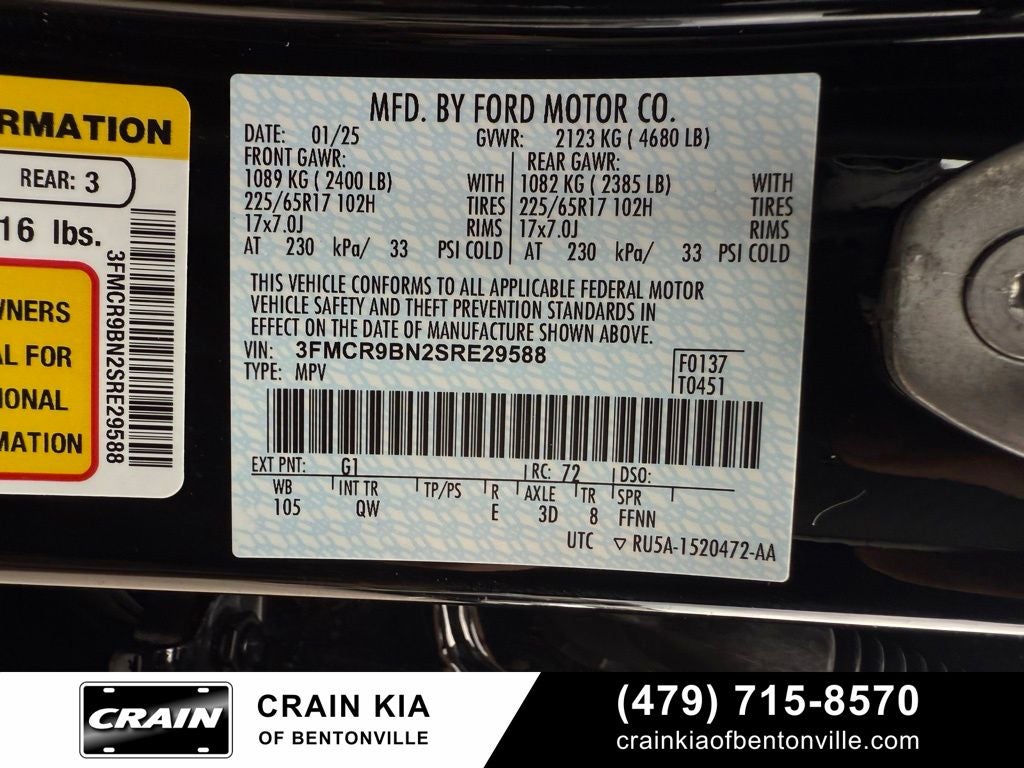 RMATION
REAR: 3
16 lbs.
WNERS
AL FOR
IONAL
MATION
3FMCR9BN2SRE29588
MFD. BY FORD MOTOR CO.
DATE: 01/25 GVWR: 2123 KG ( 4680 LB)
FRONT GAWR: REAR GAWR:
1089 KG ( 2400 LB) WITH 1082 KG ( 2385 LB) WITH
225/65R17 102H TIRES 225/65R17 102H TIRES
17x7.0J RIMS 17x7.0J RIMS
AT 230 kPa/ 33 PSI COLD AT 230 kPa/ 33 PSI COLD
THIS VEHICLE CONFORMS TO ALL APPLICABLE FEDERAL MOTOR
VEHICLE SAFETY AND THEFT PREVENTION STANDARDS IN
EFFECT ON THE DATE OF MANUFACTURE SHOWN ABOVE.
VIN: 3FMCR9BN2SRE29588
TYPE: MPV
F0137
T0451
EXT PNT: G1 RC: 72 DSO:
WB INT TR TP/PS R AXLE TR SPR
105 QW E 3D 8 FFNN
UTC ▽ RU5A-1520472-AA
CRAIN
CRAIN KIA
OF BENTONVILLE
(479) 715-8570
crainkiaofbentonville.com